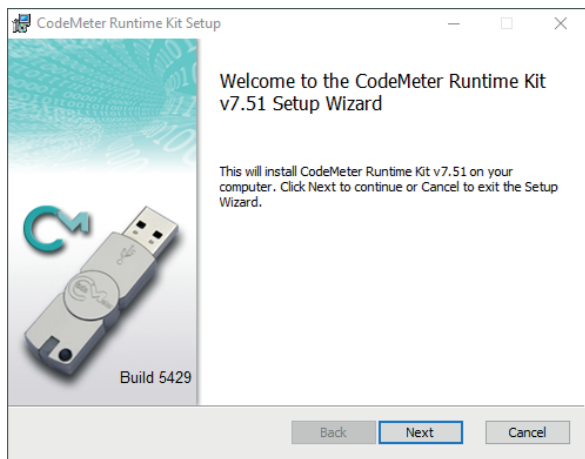 CodeMeter Runtime Kit Setup
Welcome to the CodeMeter Runtime Kit
v7.51 Setup Wizard
This will install CodeMeter Runtime Kit v7.51 on your
computer. Click Next to continue or Cancel to exit the Setup
Wizard.
Build 5429
Back
Next
Cancel